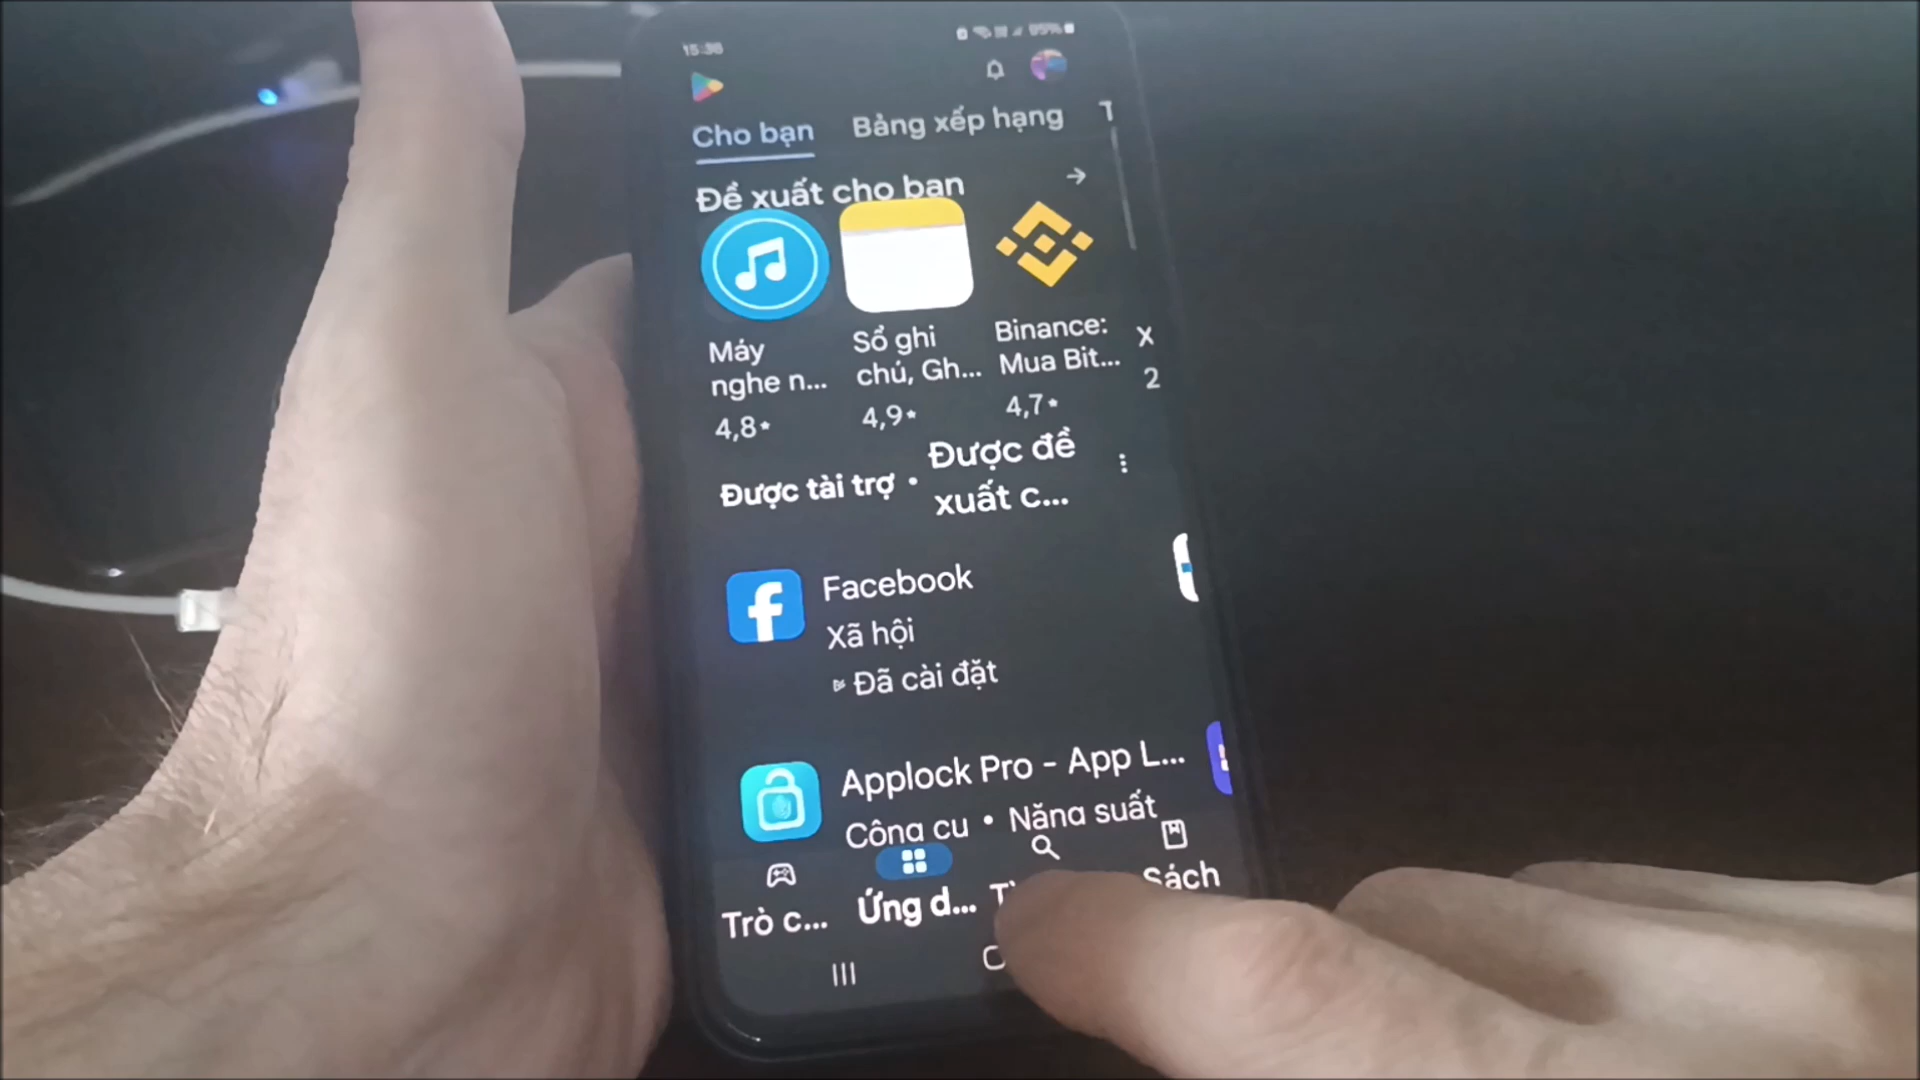 15:36
Cho bạn
Bảng xếp hạng
T
Đề xuất cho bạn
Máy
nghe n...
4,8★
Sổ ghi
chú, Gh...
4,9★
Binance:
Mua Bit...
4,7★
X
2
Được tài trợ •
Được đề
xuất c...
Facebook
Xã hội
Đã cài đặt
Applock Pro - App L...
Công cụ • Năng suất
Trò c...
Ứng d...
Sách